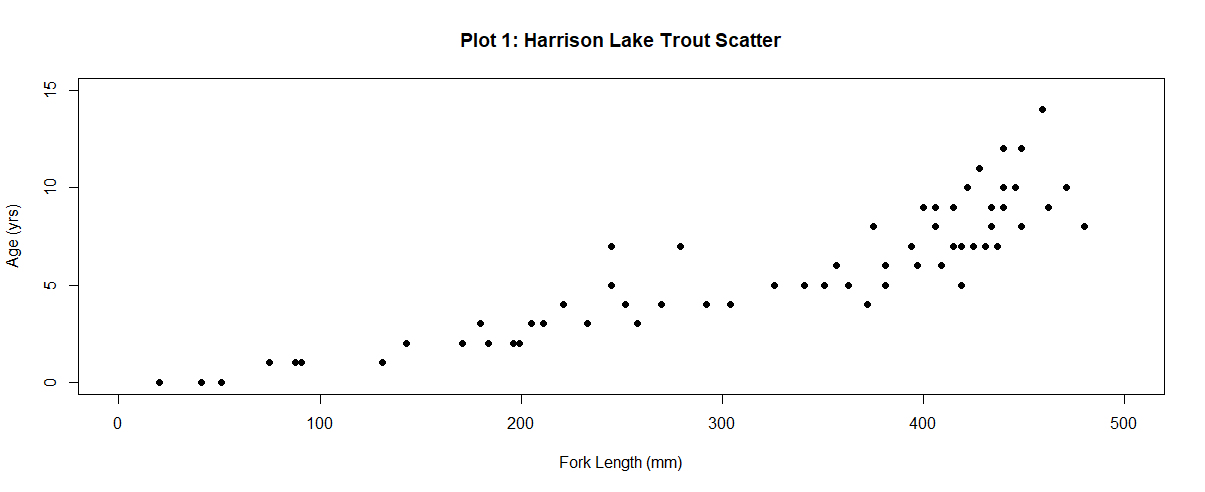 Plot 1: Harrison Lake Trout Scatter
15
10
5
0
Age (yrs)
0 100 200 300 400 500
Fork Length (mm)